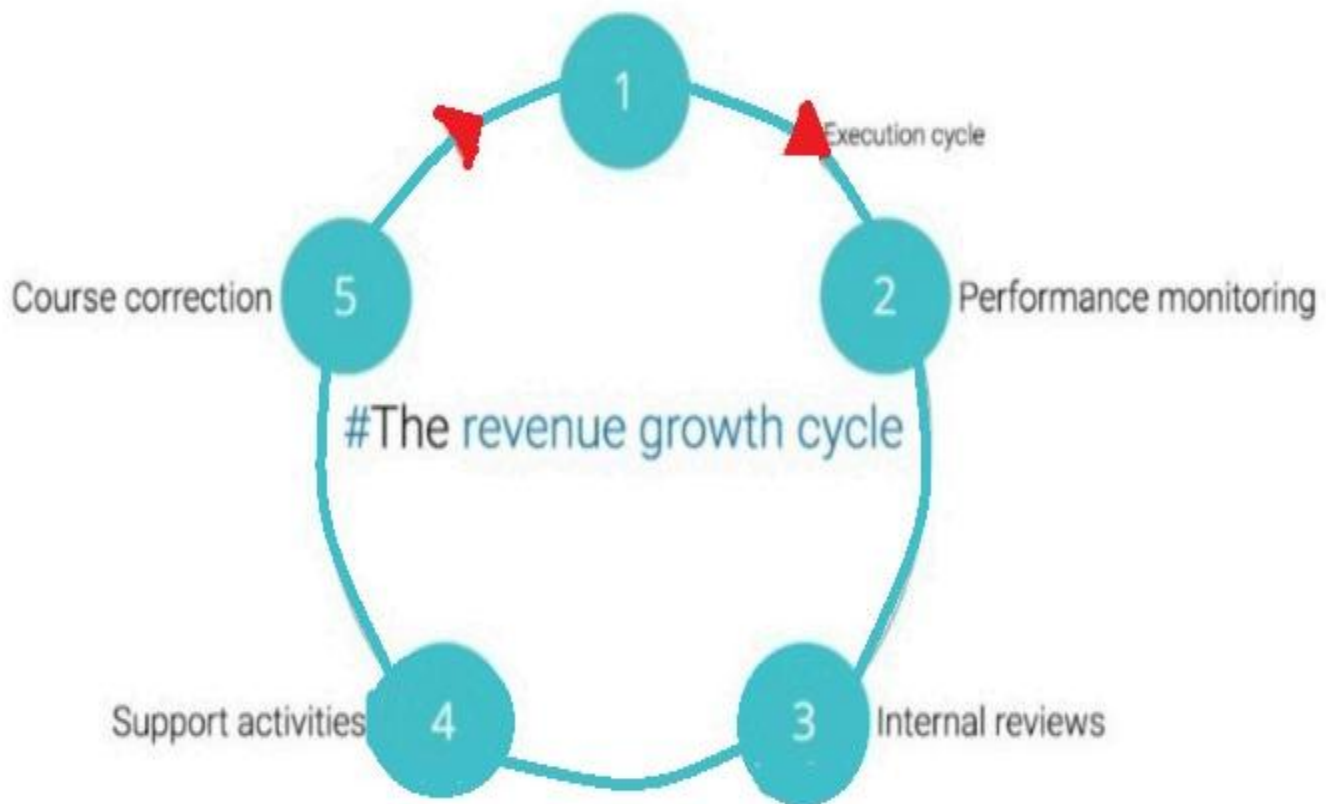 1
Execution cycle
2
Performance monitoring
3
Internal reviews
4
Support activities
5
Course correction
#The revenue growth cycle